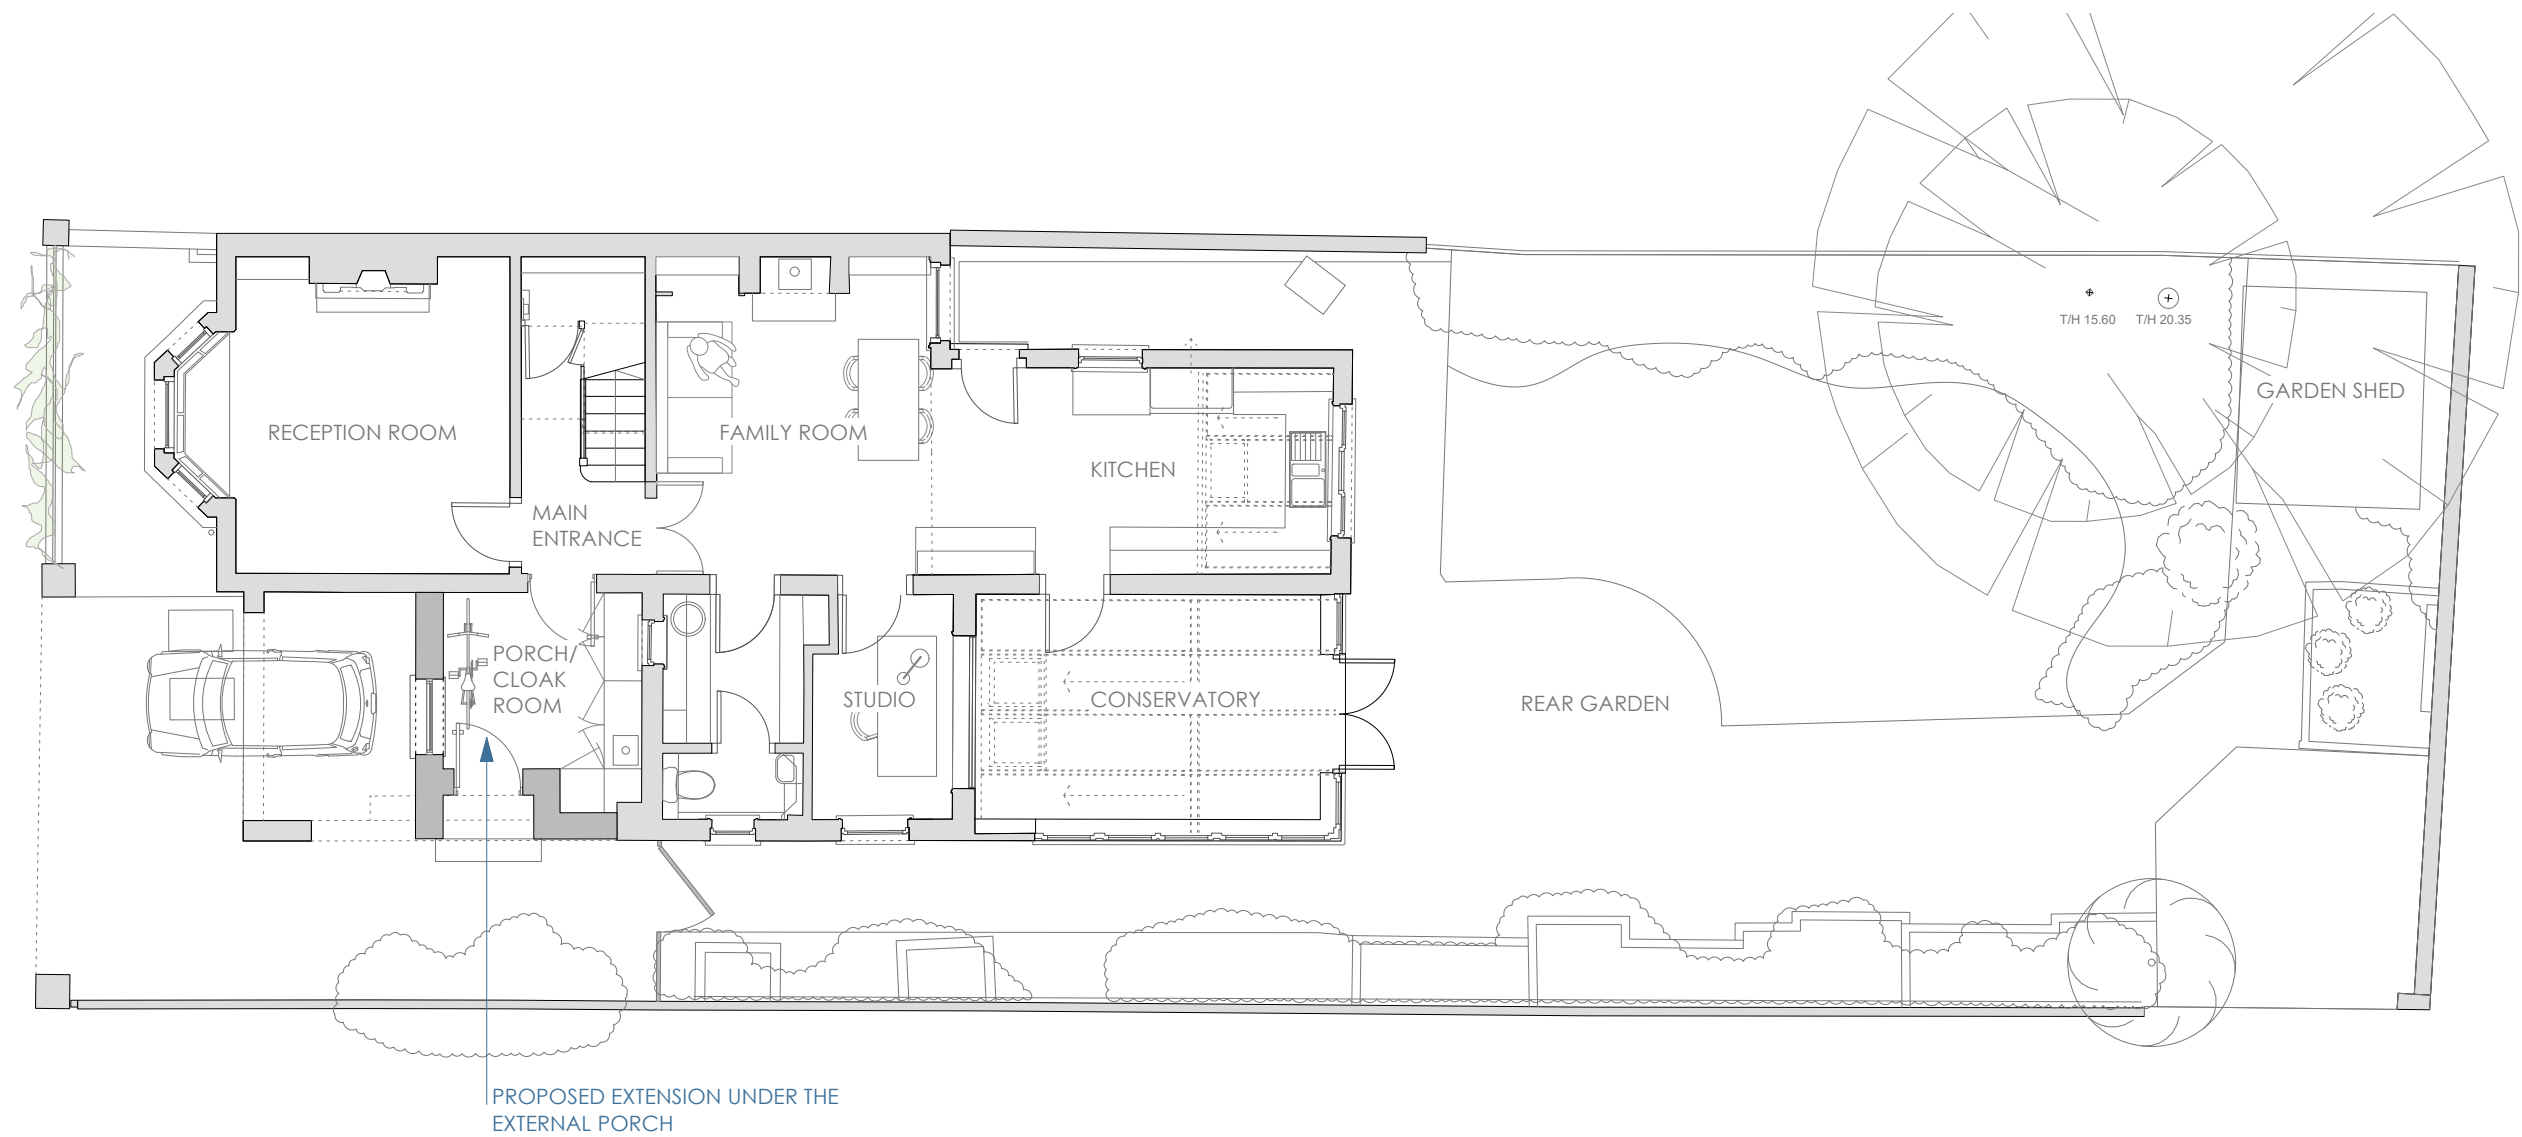 T/H 15.60
T/H 20.35
GARDEN SHED
RECEPTION ROOM
FAMILY ROOM
KITCHEN
MAIN
ENTRANCE
PORCH/
CLOAK
ROOM
STUDIO
CONSERVATORY
REAR GARDEN
PROPOSED EXTENSION UNDER THE
EXTERNAL PORCH